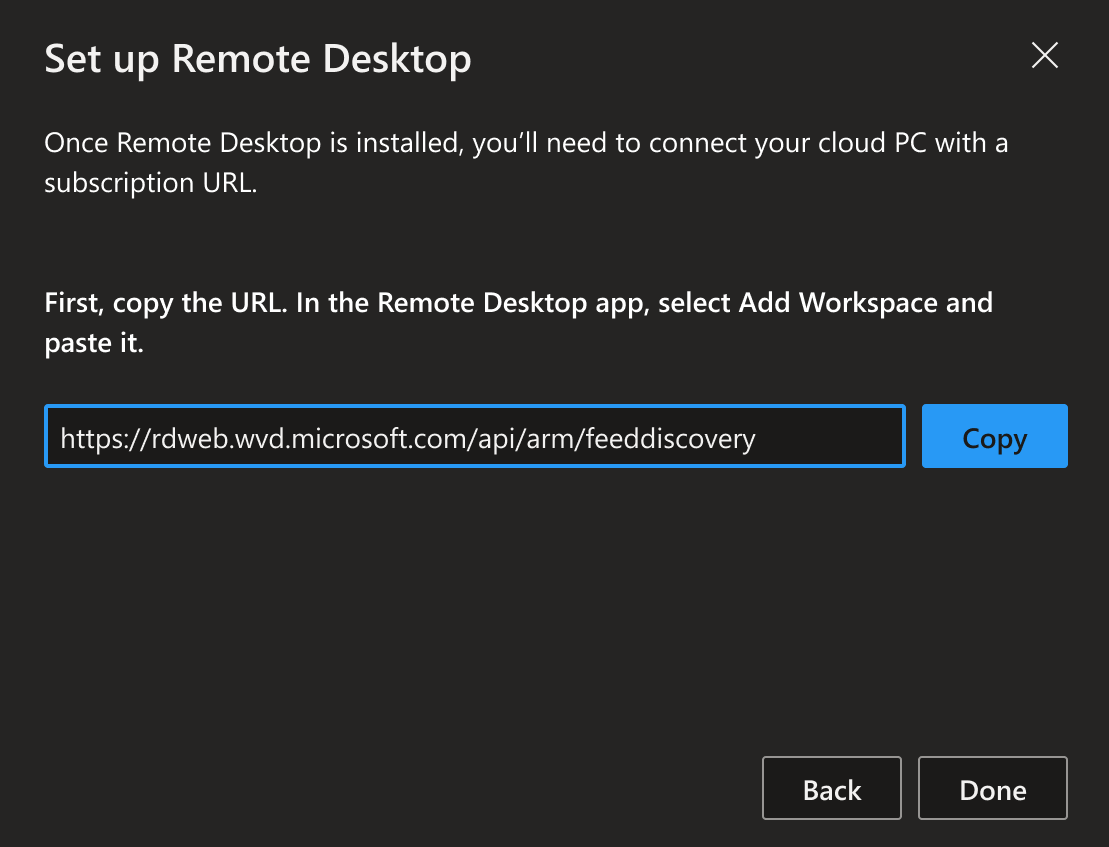 Set up Remote Desktop
Once Remote Desktop is installed, you’ll need to connect your cloud PC with a
subscription URL.
First, copy the URL. In the Remote Desktop app, select Add Workspace and
paste it.
https://rdweb.wvd.microsoft.com/api/arm/feeddiscovery
Copy
Back
Done